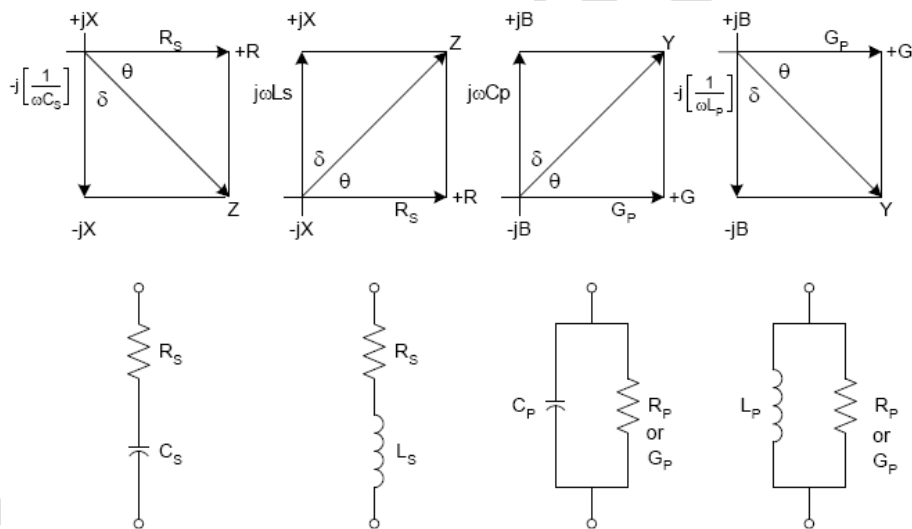 +jX
R_S
+R
-j[1/ωC_S]
θ
δ
-jX
Z
+jX
Z
jωLs
δ
θ
R_S
+R
-jX
+jB
Y
jωCp
δ
θ
G_P
+G
-jB
+jB
G_P
+G
-j[1/ωL_P]
θ
δ
-jB
Y
R_S
C_S
R_S
L_S
C_P
R_P
or
G_P
L_P
R_P
or
G_P